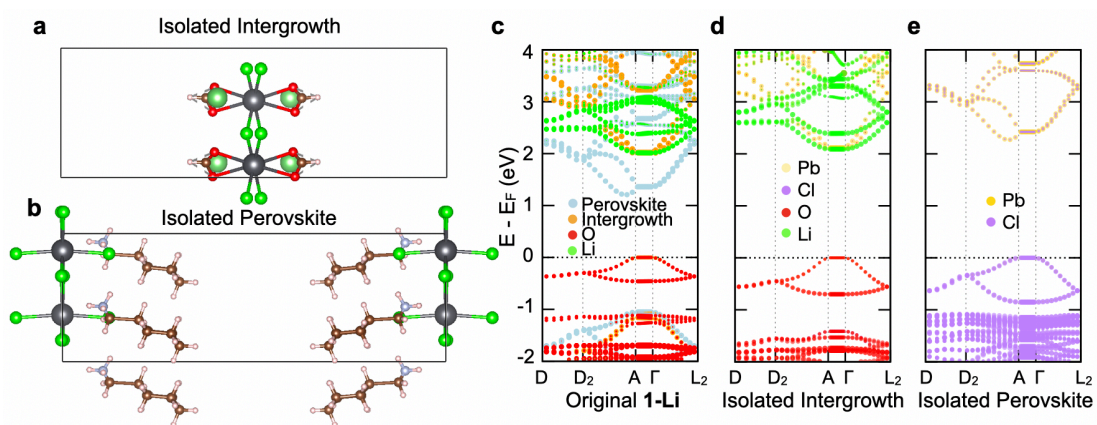 a
Isolated Intergrowth
b
Isolated Perovskite
c
d
e
E - E_F (eV)
4
3
2
1
0
-1
-2
Perovskite
Intergrowth
O
Li
D D₂ A Γ L₂
Original 1-Li
Pb
Cl
O
Li
D D₂ A Γ L₂
Isolated Intergrowth
Pb
Cl
D D₂ A Γ L₂
Isolated Perovskite